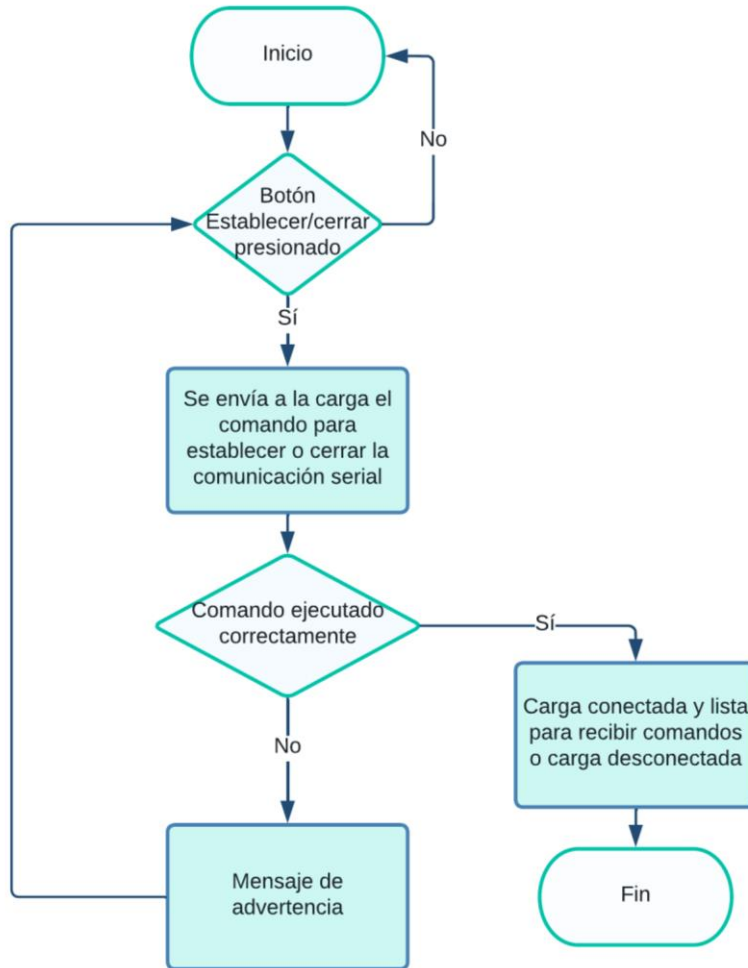 Inicio
No
Botón
Establecer/cerrar
presionado
Sí
Se envía a la carga el
comando para
establecer o cerrar la
comunicación serial
Comando ejecutado
correctamente
Sí
Carga conectada y lista
para recibir comandos
o carga desconectada
No
Mensaje de
advertencia
Fin